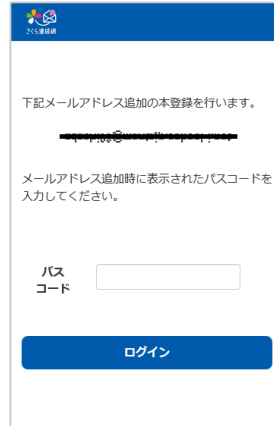 さくら連絡網
下記メールアドレス追加の本登録を行います。
メールアドレス追加時に表示されたパスコードを
入力してください。
パス
コード
ログイン